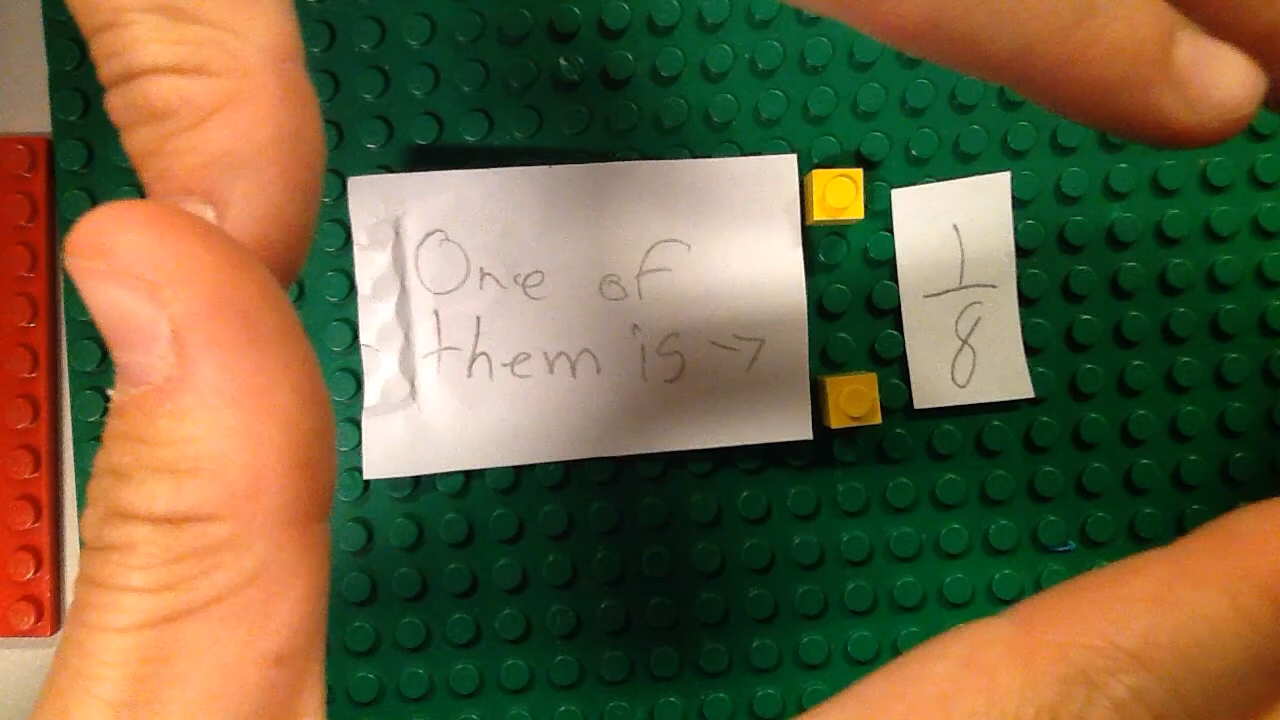 One of
them is →
1/8